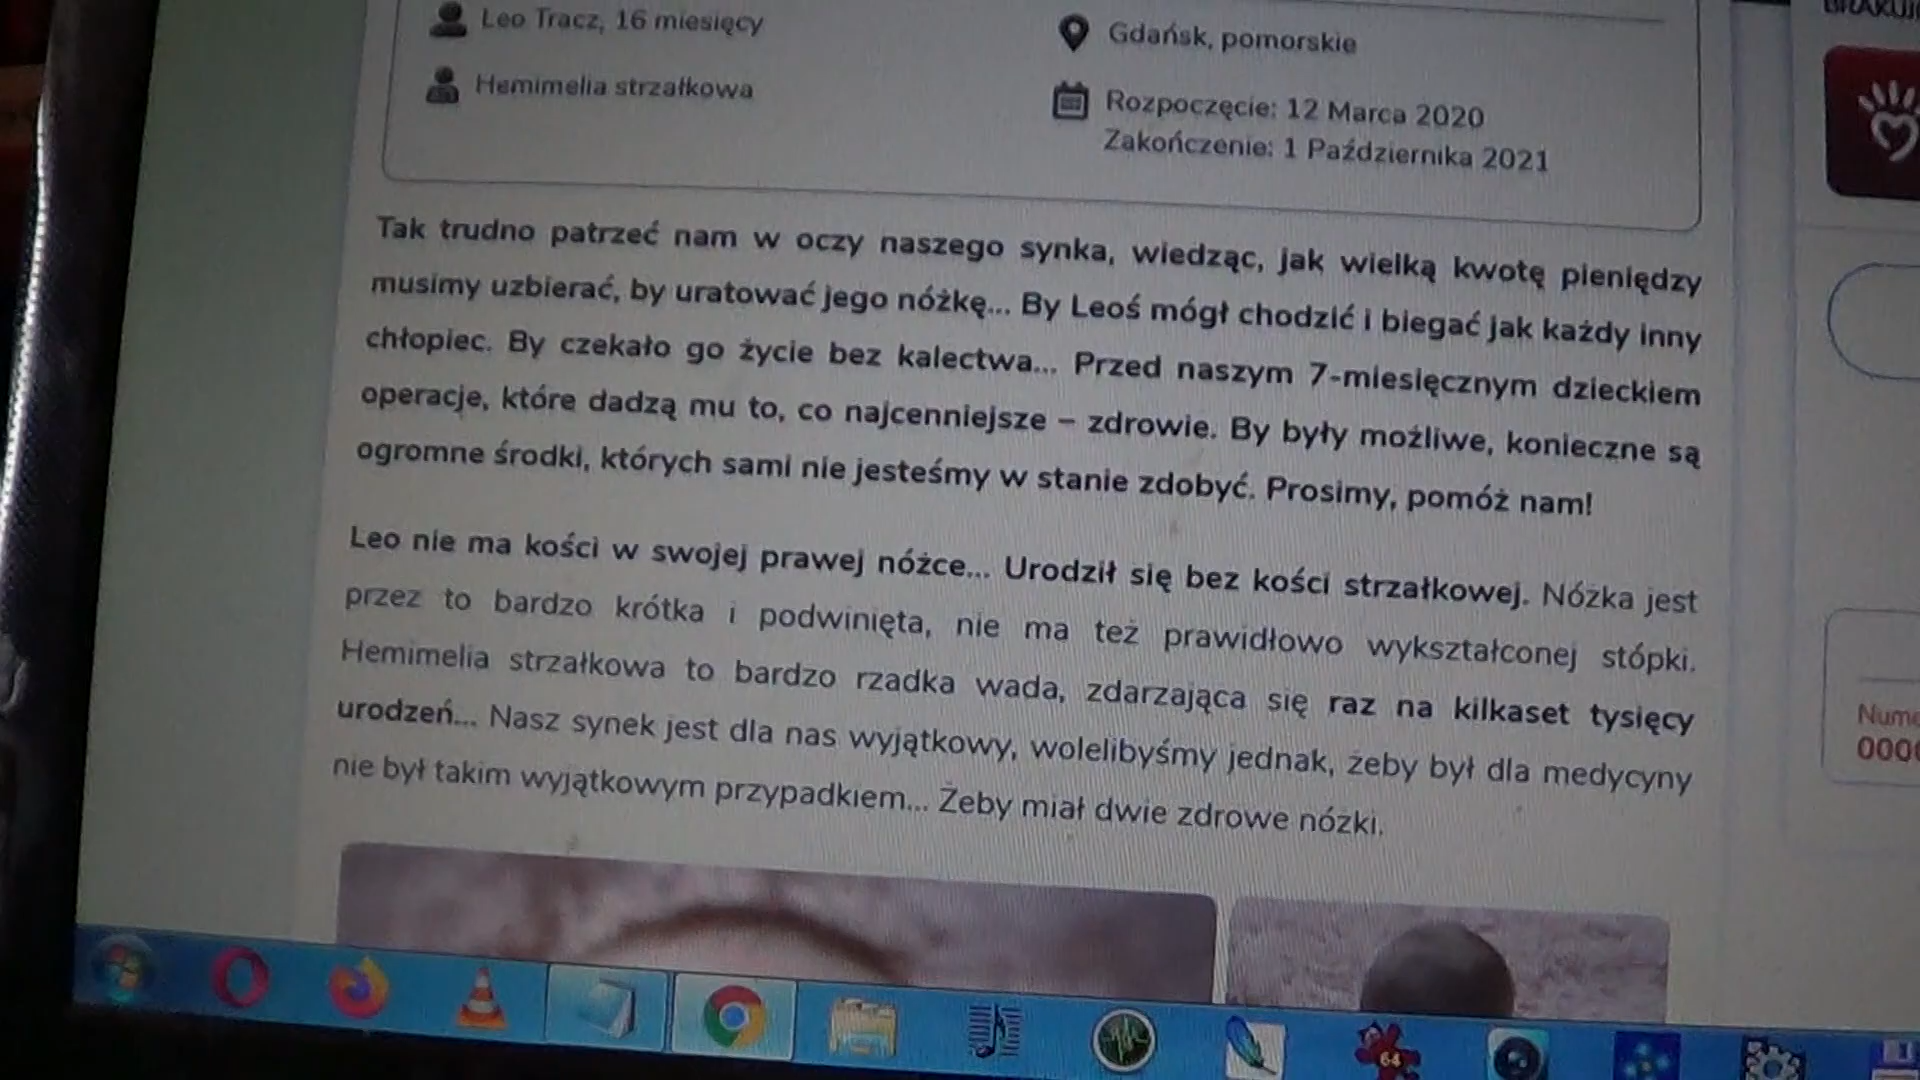 Leo Tracz, 16 miesięcy
Gdańsk, pomorskie
Hemimelia strzałkowa
Rozpoczęcie: 12 Marca 2020
Zakończenie: 1 Października 2021
Tak trudno patrzeć nam w oczy naszego synka, wiedząc, jak wielką kwotę pieniędzy
musimy uzbierać, by uratować jego nóżkę... By Leoś mógł chodzić i biegać jak każdy inny
chłopiec. By czekało go życie bez kalectwa... Przed naszym 7-miesięcznym dzieckiem
operacje, które dadzą mu to, co najcenniejsze – zdrowie. By były możliwe, konieczne są
ogromne środki, których sami nie jesteśmy w stanie zdobyć. Prosimy, pomóż nam!
Leo nie ma kości w swojej prawej nóżce... Urodził się bez kości strzałkowej. Nóżka jest
przez to bardzo krótka i podwinięta, nie ma też prawidłowo wykształconej stópki.
Hemimelia strzałkowa to bardzo rzadka wada, zdarzająca się raz na kilkaset tysięcy
urodzeń... Nasz synek jest dla nas wyjątkowy, wolelibyśmy jednak, żeby był dla medycyny
nie był takim wyjątkowym przypadkiem... Żeby miał dwie zdrowe nóżki.
64